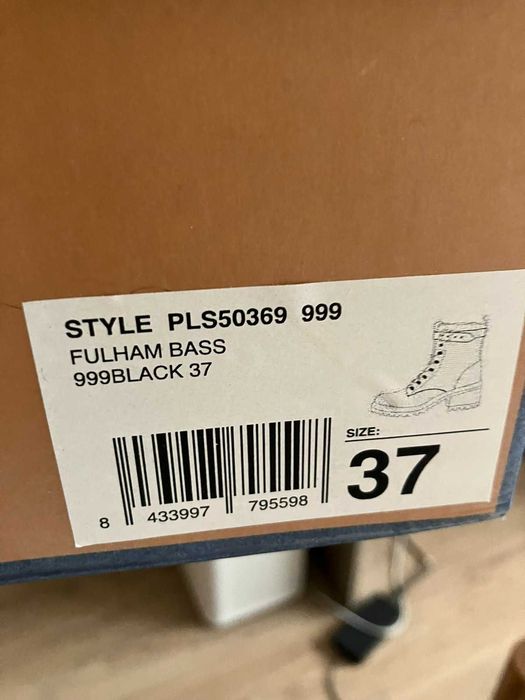 STYLE PLS50369 999
FULHAM BASS
999BLACK 37
SIZE:
37
8 433997 795598